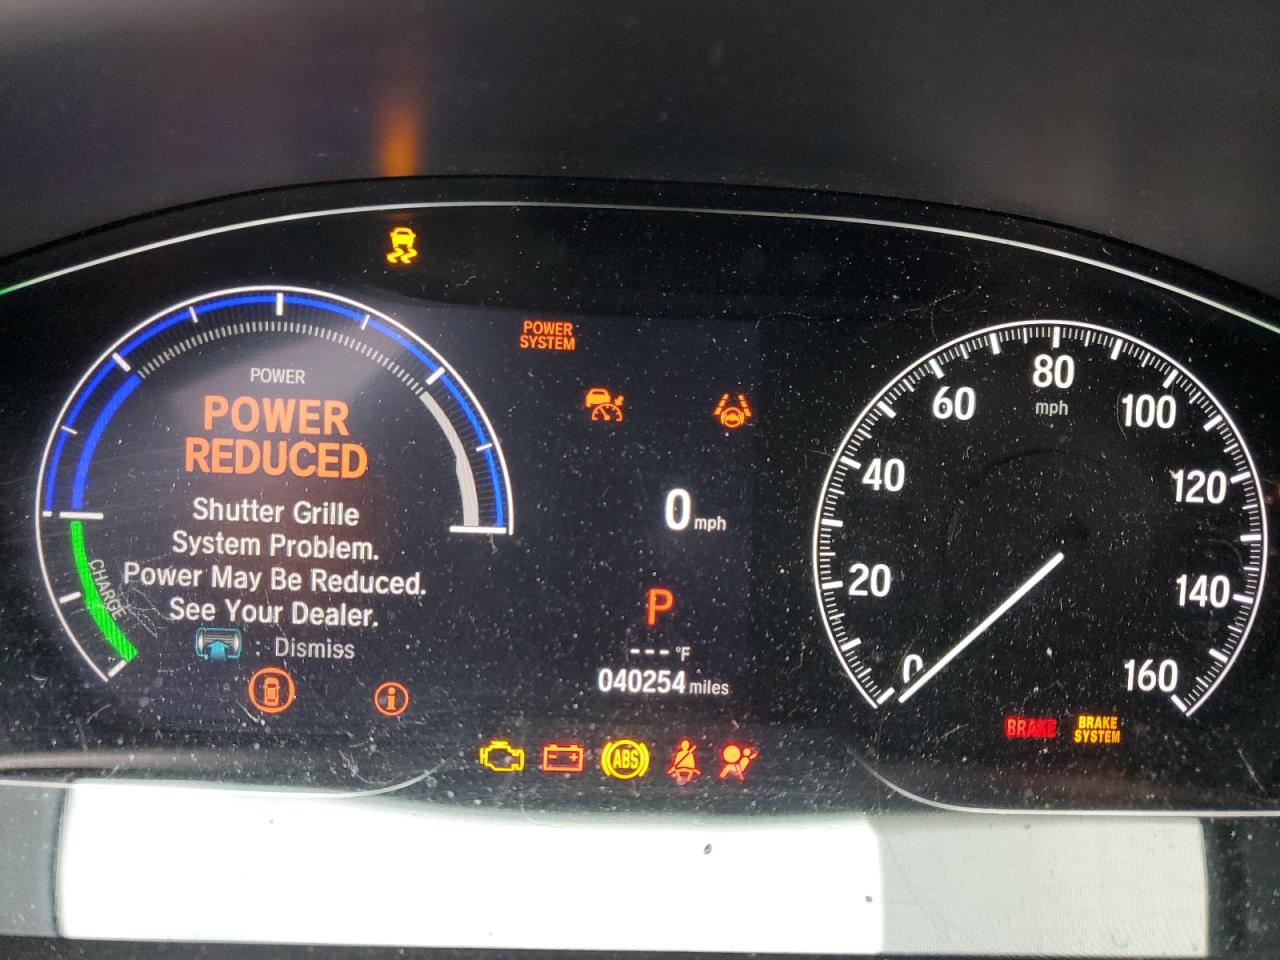 POWER
SYSTEM
POWER
POWER
REDUCED
Shutter Grille
System Problem.
Power May Be Reduced.
See Your Dealer.
: Dismiss
CHARGE
i
0 mph
P
--- °F
040254 miles
ABS
0
20
40
60
80
mph
100
120
140
160
BRAKE
BRAKE
SYSTEM